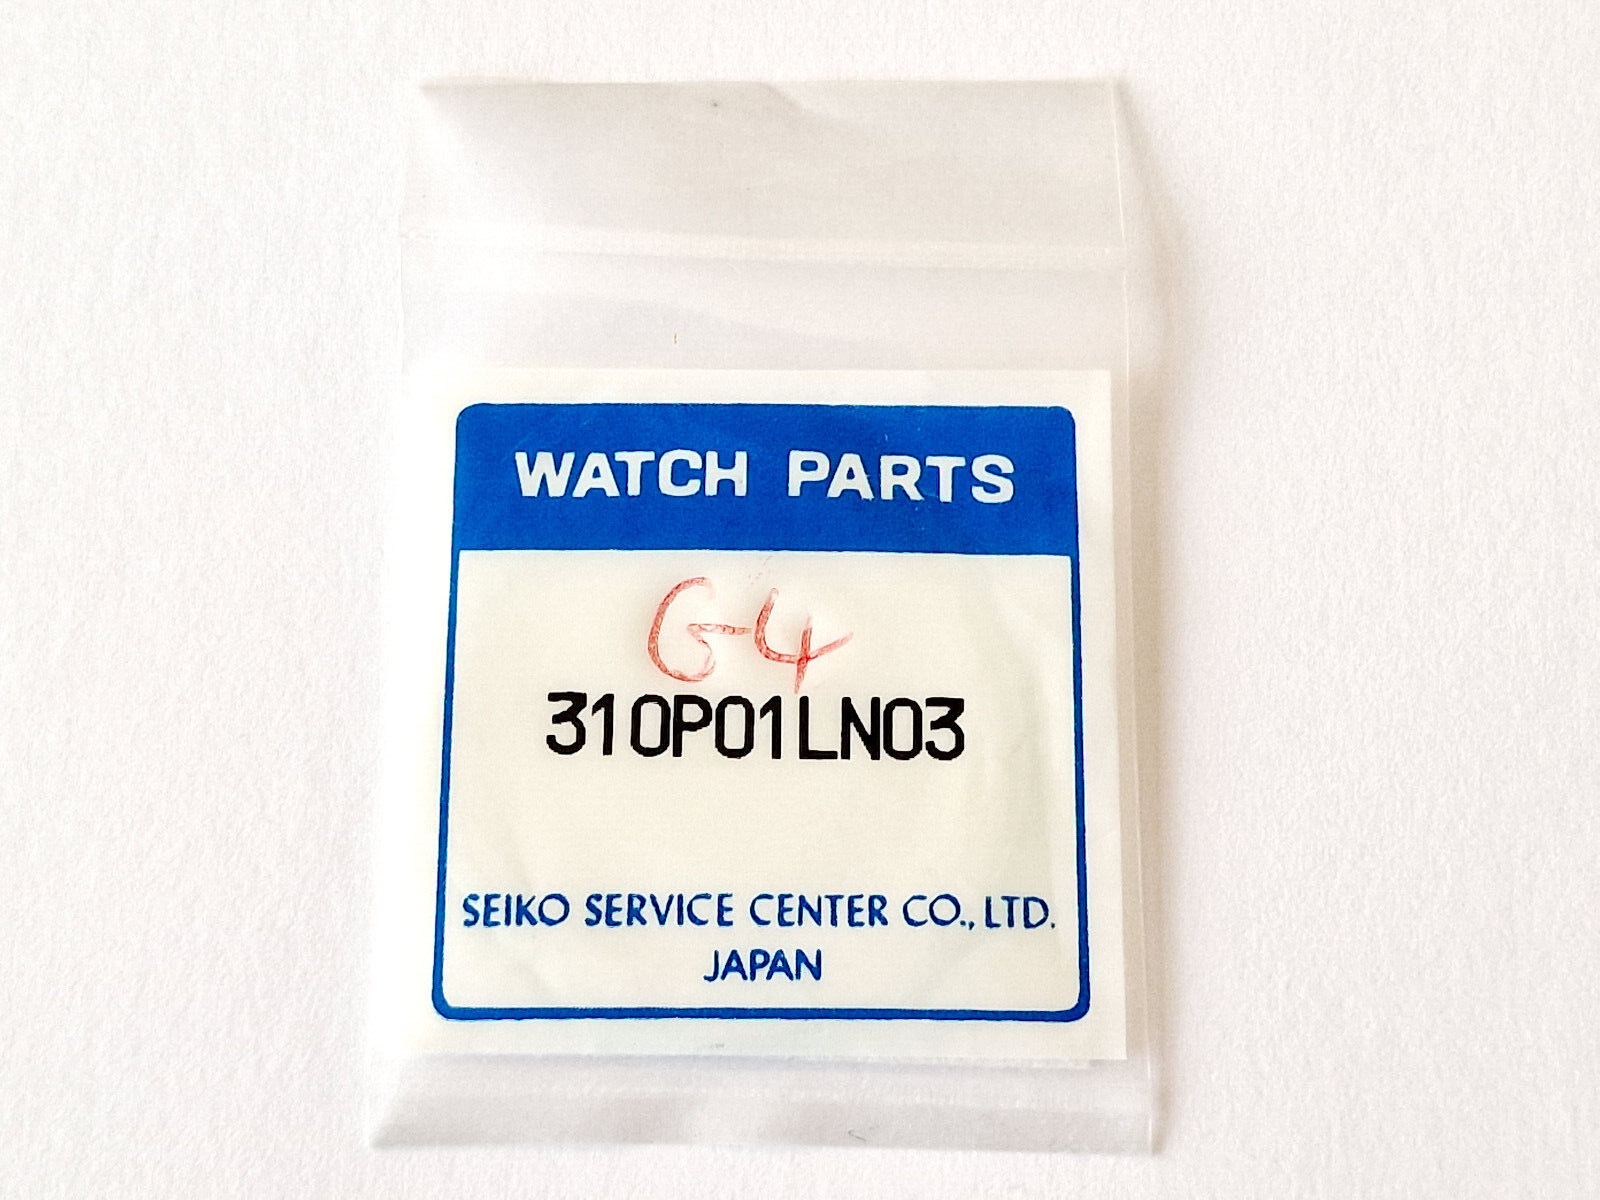 WATCH PARTS
G-4
310P01LN03
SEIKO SERVICE CENTER CO., LTD.
JAPAN